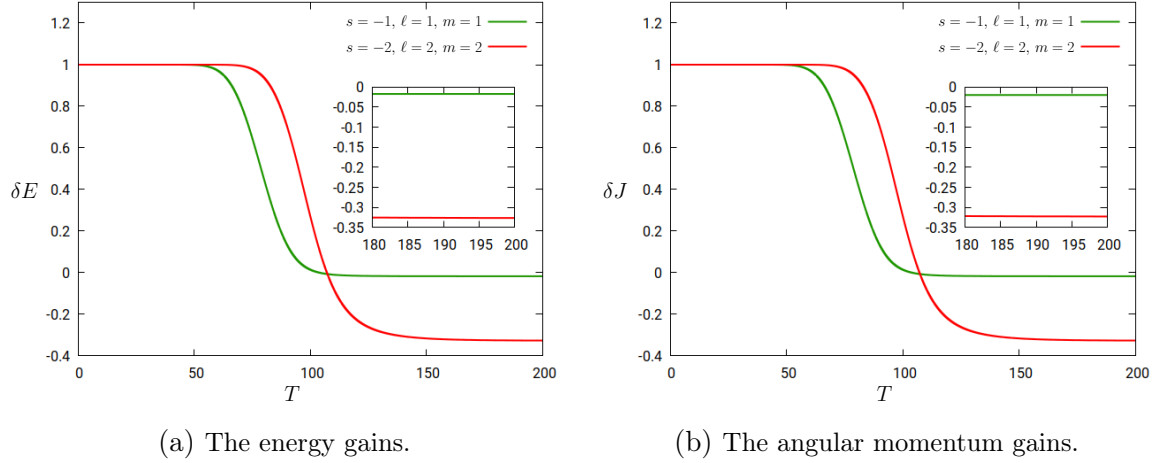 1.2
1
0.8
0.6
0.4
0.2
0
-0.2
-0.4
δE
s = −1, ℓ = 1, m = 1
s = −2, ℓ = 2, m = 2
0
-0.05
-0.1
-0.15
-0.2
-0.25
-0.3
-0.35
180 185 190 195 200
0 50 100 150 200
T
(a) The energy gains.
1.2
1
0.8
0.6
0.4
0.2
0
-0.2
-0.4
δJ
s = −1, ℓ = 1, m = 1
s = −2, ℓ = 2, m = 2
0
-0.05
-0.1
-0.15
-0.2
-0.25
-0.3
-0.35
180 185 190 195 200
0 50 100 150 200
T
(b) The angular momentum gains.